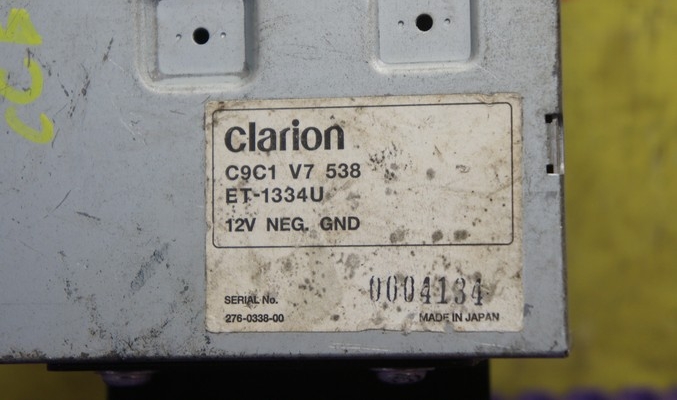 clarion
C9C1 V7 538
ET-1334U
12V NEG. GND
0004134
SERIAL No.
276-0338-00
MADE IN JAPAN